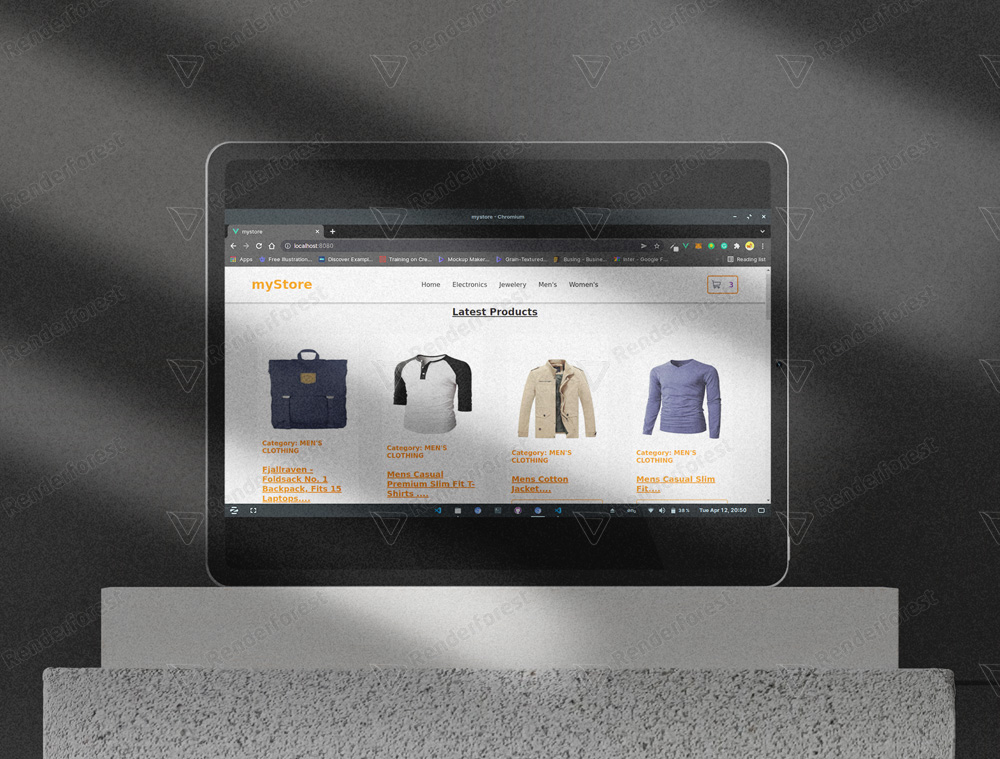 mystore - Chromium
mystore
localhost:8080
Apps Free Illustration... Discover Exampl... Training on Cre... Mockup Maker... Grain-Textured... Busing - Busine... Inter - Google F... Reading list
myStore Home Electronics Jewelery Men's Women's 3
Latest Products
Category: MEN'S
CLOTHING
Fjallraven -
Foldsack No. 1
Backpack, Fits 15
Laptops....
Category: MEN'S
CLOTHING
Mens Casual
Premium Slim Fit T-
Shirts ....
Category: MEN'S
CLOTHING
Mens Cotton
Jacket....
Category: MEN'S
CLOTHING
Mens Casual Slim
Fit....
38 % Tue Apr 12, 20:50
Renderforest